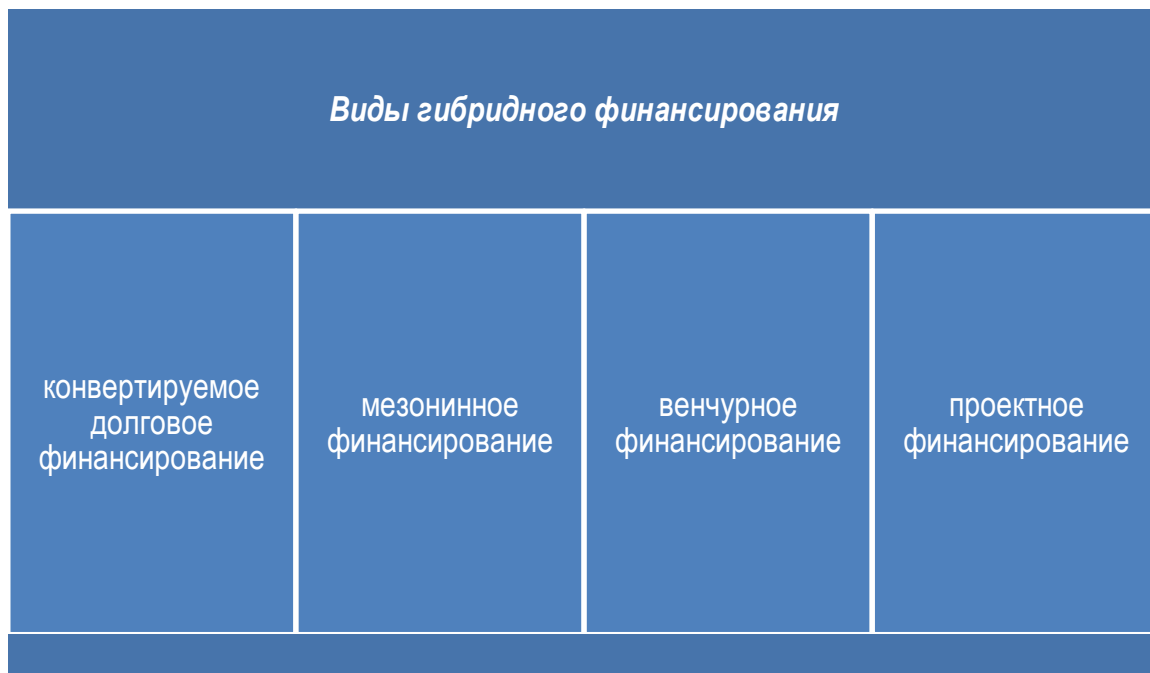 Виды гибридного финансирования
конвертируемое
долговое
финансирование
мезонинное
финансирование
венчурное
финансирование
проектное
финансирование